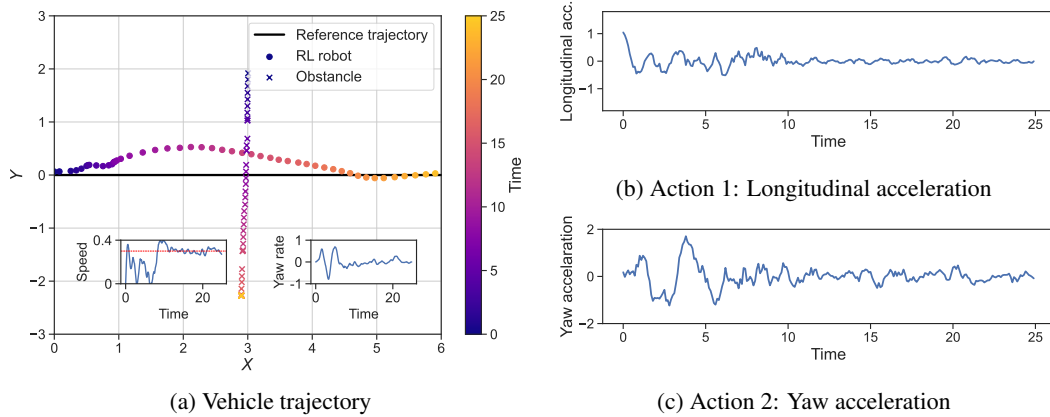 3
2
1
0
−1
−2
−3
Y
0
1
2
3
4
5
6
X
Reference trajectory
RL robot
Obstancle
0.4
0
Speed
0
20
Time
1
0
−1
Yaw rate
0
20
Time
25
20
15
10
5
0
Time
(a) Vehicle trajectory
Longitudinal acc.
1
0
−1
0
5
10
15
20
25
Time
(b) Action 1: Longitudinal acceleration
Yaw accelaration
2
0
−2
0
5
10
15
20
25
Time
(c) Action 2: Yaw acceleration